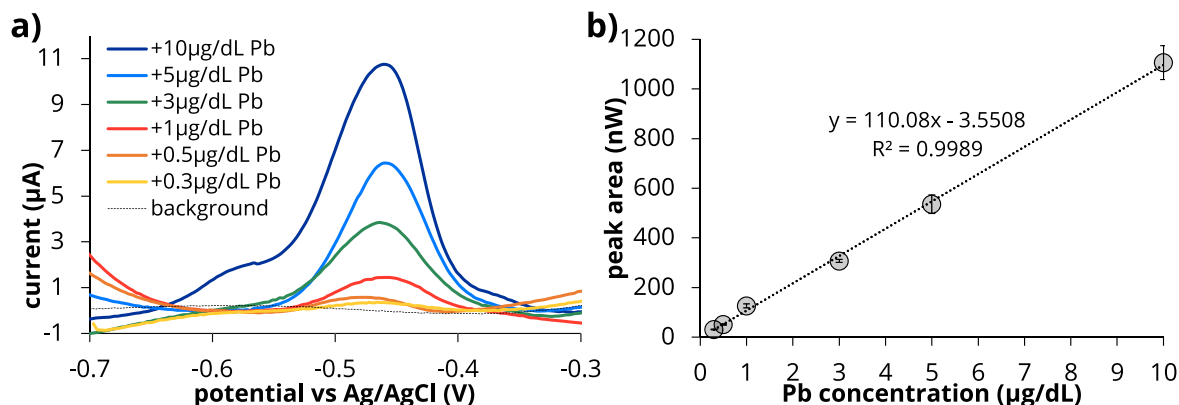 a)
+10µg/dL Pb
+5µg/dL Pb
+3µg/dL Pb
+1µg/dL Pb
+0.5µg/dL Pb
+0.3µg/dL Pb
background
current (µA)
11
9
7
5
3
1
-1
-0.7
-0.6
-0.5
-0.4
-0.3
potential vs Ag/AgCl (V)
b)
peak area (nW)
1200
1000
800
600
400
200
0
y = 110.08x - 3.5508
R² = 0.9989
0 1 2 3 4 5 6 7 8 9 10
Pb concentration (µg/dL)